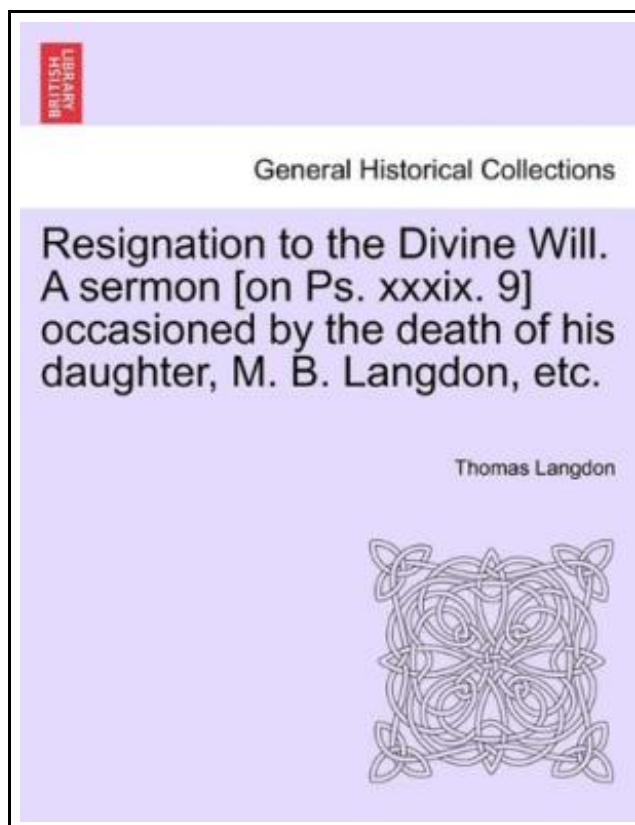 BRITISH
LIBRARY
General Historical Collections
Resignation to the Divine Will.
A sermon [on Ps. xxxix. 9]
occasioned by the death of his
daughter, M. B. Langdon, etc.
Thomas Langdon